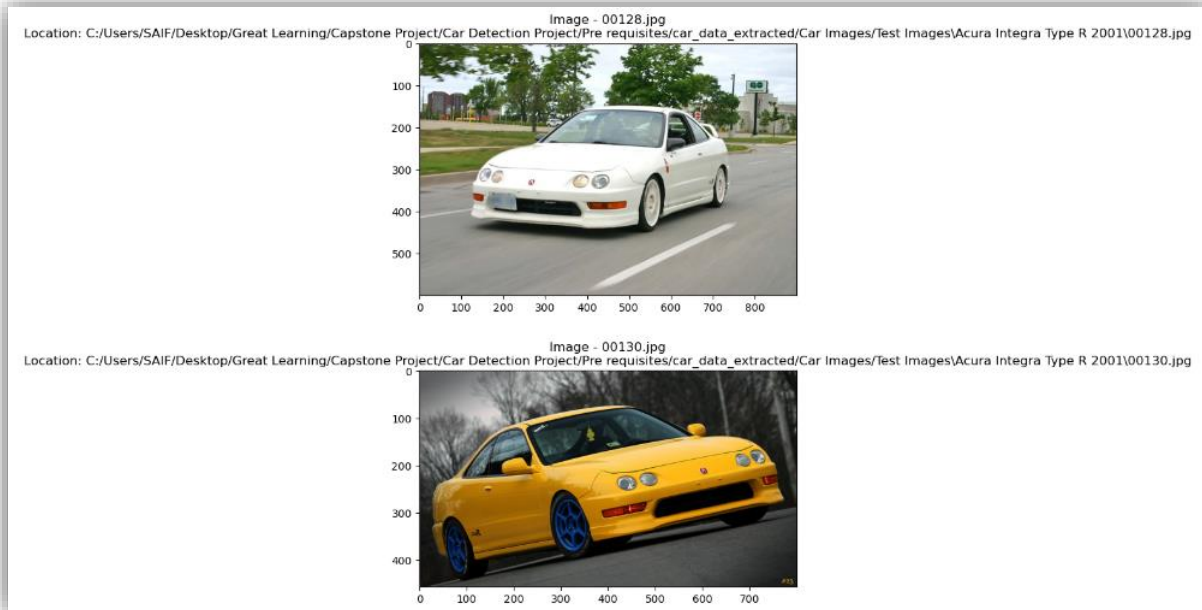 Image - 00128.jpg
Location: C:/Users/SAIF/Desktop/Great Learning/Capstone Project/Car Detection Project/Pre requisites/car_data_extracted/Car Images/Test Images\Acura Integra Type R 2001\00128.jpg
0
100
200
300
400
500
0 100 200 300 400 500 600 700 800
Image - 00130.jpg
Location: C:/Users/SAIF/Desktop/Great Learning/Capstone Project/Car Detection Project/Pre requisites/car_data_extracted/Car Images/Test Images\Acura Integra Type R 2001\00130.jpg
0
100
200
300
400
0 100 200 300 400 500 600 700